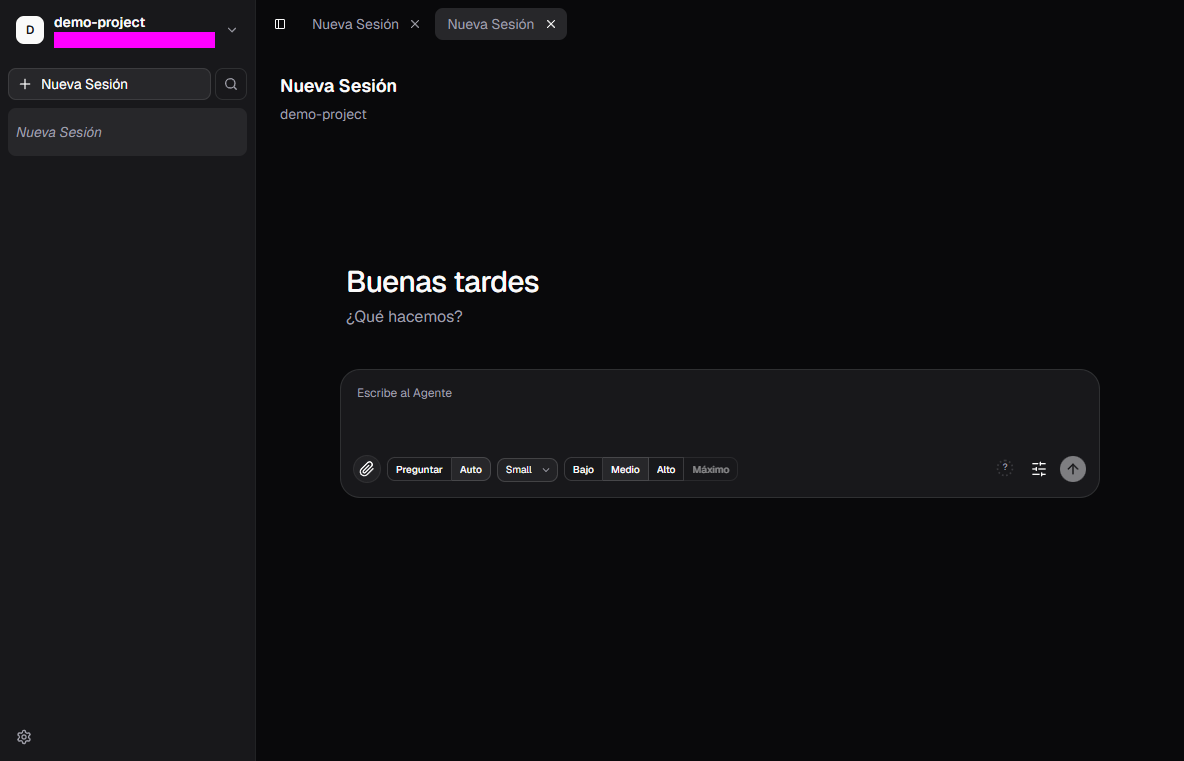 D
demo-project
Nueva Sesión
Nueva Sesión
Nueva Sesión
Nueva Sesión
Nueva Sesión
demo-project
Buenas tardes
¿Qué hacemos?
Escribe al Agente
Preguntar Auto Small Bajo Medio Alto Máximo ?